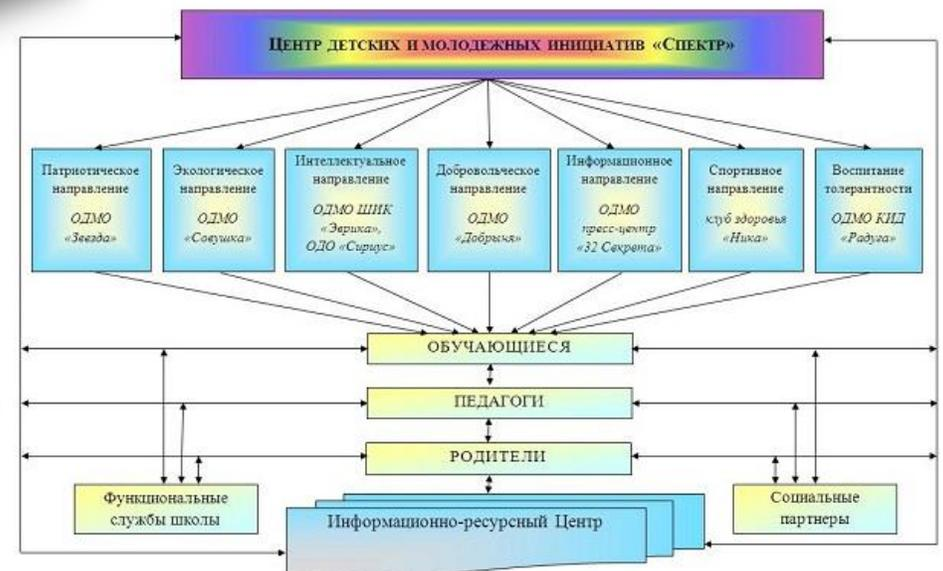 ЦЕНТР ДЕТСКИХ И МОЛОДЕЖНЫХ ИНИЦИАТИВ «СПЕКТР»
Патриотическое
направление
ОДМО
«Звезда»
Экологическое
направление
ОДМО
«Совушка»
Интеллектуальное
направление
ОДМО ШИК
«Эврика»,
ОДО «Сириус»
Добровольческое
направление
ОДМО
«Добрыня»
Информационное
направление
ОДМО
пресс-центр
«32 Секрета»
Спортивное
направление
клуб здоровья
«Ника»
Воспитание
толерантности
ОДМО КИД
«Радуга»
ОБУЧАЮЩИЕСЯ
ПЕДАГОГИ
РОДИТЕЛИ
Функциональные
службы школы
Информационно-ресурсный Центр
Социальные
партнеры